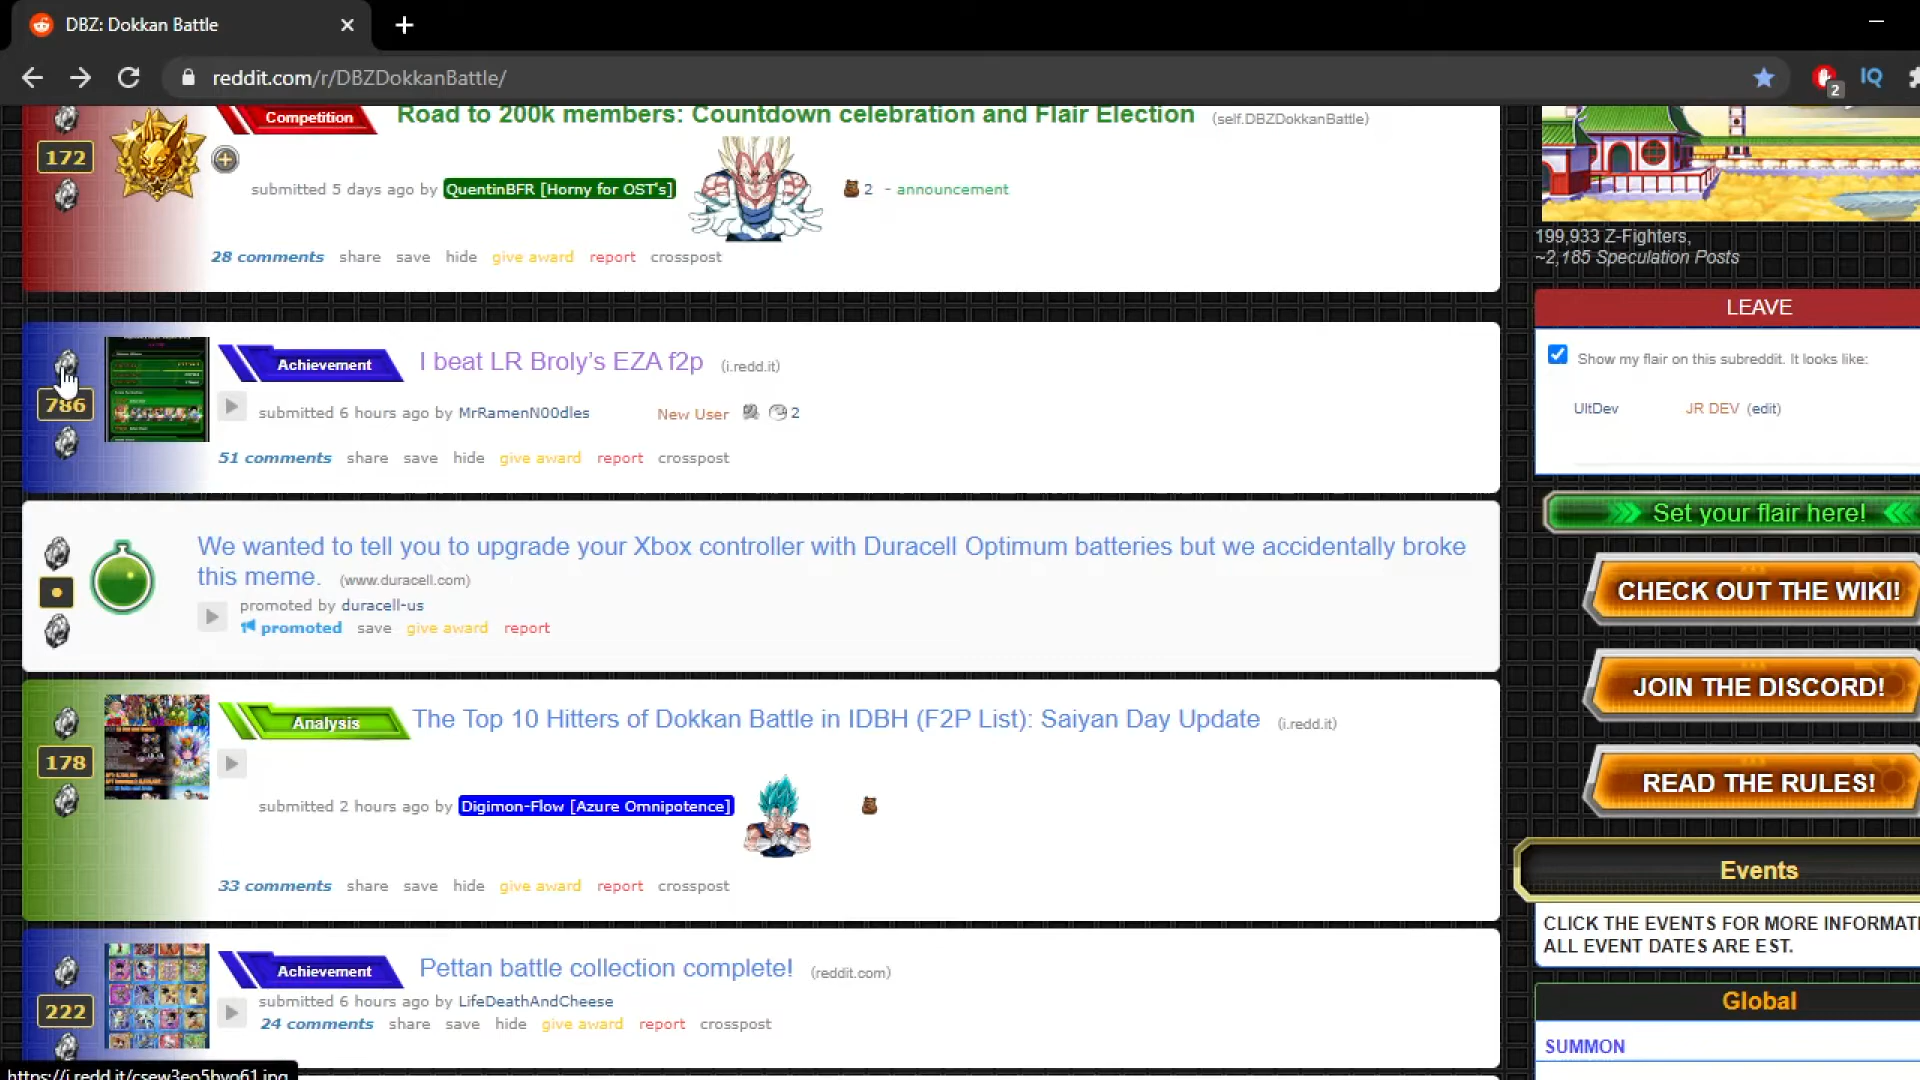 DBZ: Dokkan Battle
reddit.com/r/DBZDokkanBattle/
2
IQ
172
Competition
Road to 200k members: Countdown celebration and Flair Election (self.DBZDokkanBattle)
submitted 5 days ago by QuentinBFR [Horny for OST's] 2 - announcement
28 comments share save hide give award report crosspost
786
Achievement
I beat LR Broly's EZA f2p (i.redd.it)
submitted 6 hours ago by MrRamenN00dles New User 2
51 comments share save hide give award report crosspost
We wanted to tell you to upgrade your Xbox controller with Duracell Optimum batteries but we accidentally broke
this meme. (www.duracell.com)
promoted by duracell-us
promoted save give award report
178
Analysis
The Top 10 Hitters of Dokkan Battle in IDBH (F2P List): Saiyan Day Update (i.redd.it)
submitted 2 hours ago by Digimon-Flow [Azure Omnipotence]
33 comments share save hide give award report crosspost
222
Achievement
Pettan battle collection complete! (reddit.com)
submitted 6 hours ago by LifeDeathAndCheese
24 comments share save hide give award report crosspost
199,933 Z-Fighters,
~2,185 Speculation Posts
LEAVE
Show my flair on this subreddit. It looks like:
UltDev JR DEV (edit)
Set your flair here!
CHECK OUT THE WIKI!
JOIN THE DISCORD!
READ THE RULES!
Events
CLICK THE EVENTS FOR MORE INFORMATI
ALL EVENT DATES ARE EST.
Global
SUMMON